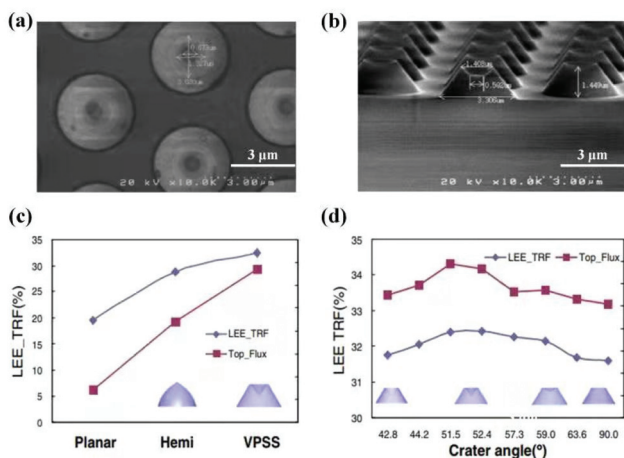 (a)
3 μm
20 kV ×10.0K 3.00μm
(b)
1.449um
3 μm
20 kV ×10.0K 3.00μm
(c)
LEE_TRF(%)
35
30
25
20
15
10
5
0
LEE_TRF
Top_Flux
Planar Hemi VPSS
(d)
LEE TRF(%)
35
34
33
32
31
30
LEE_TRF Top_Flux
42.8 44.2 51.5 52.4 57.3 59.0 63.6 90.0
Crater angle(º)